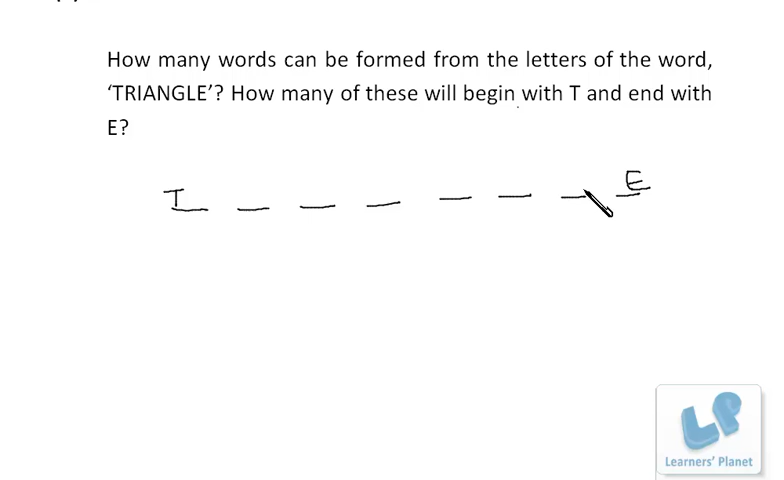 How many words can be formed from the letters of the word,
‘TRIANGLE’? How many of these will begin with T and end with
E?
T E
LP
Learners' Planet